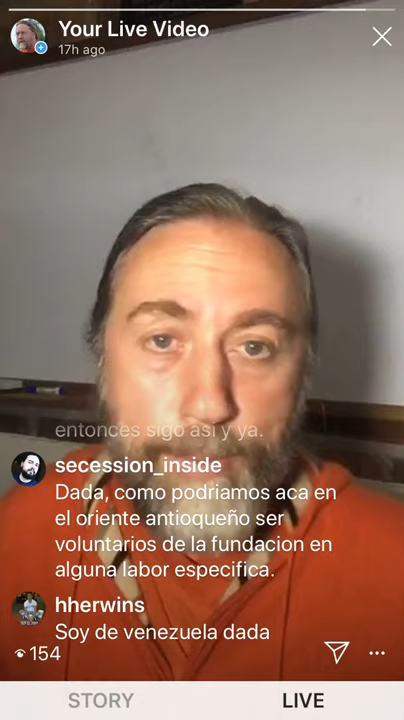 Your Live Video
17h ago
entonces sigo asi y ya.
secession_inside
Dada, como podriamos aca en
el oriente antioqueño ser
voluntarios de la fundacion en
alguna labor especifica.
hherwins
Soy de venezuela dada
154
STORY
LIVE